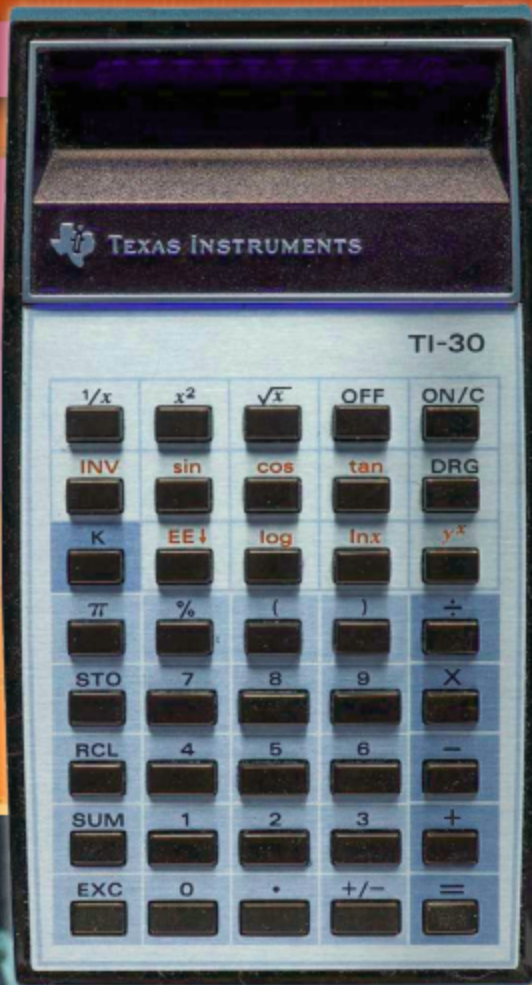 TEXAS INSTRUMENTS
TI-30
1/x x² √x OFF ON/C
INV sin cos tan DRG
K EE↓ log lnx yˣ
π % ( ) ÷
STO 7 8 9 X
RCL 4 5 6 −
SUM 1 2 3 +
EXC 0 · +/− =